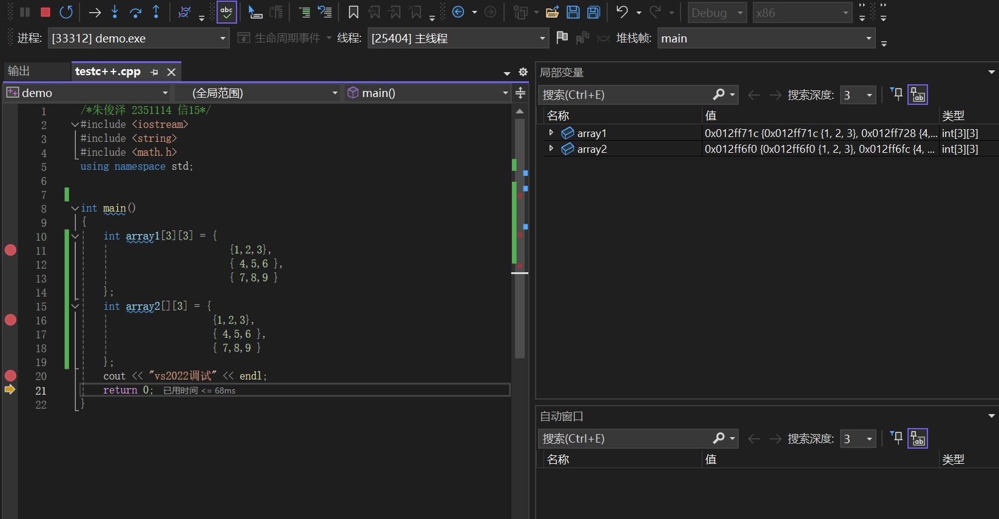 abc
Debug
x86
进程:
[33312] demo.exe
生命周期事件
线程:
[25404] 主线程
堆栈帧:
main
输出
testc++.cpp
demo
(全局范围)
main()
1 /*朱俊泽 2351114 信15*/
2 #include <iostream>
3 #include <string>
4 #include <math.h>
5 using namespace std;
6
7
8 int main()
9 {
10 int array1[3][3] = {
11 {1,2,3},
12 { 4,5,6 },
13 { 7,8,9 }
14 };
15 int array2[][3] = {
16 {1,2,3},
17 { 4,5,6 },
18 { 7,8,9 }
19 };
20 cout << "vs2022调试" << endl;
21 return 0; 已用时间 <= 68ms
22 }
局部变量
搜索(Ctrl+E)
搜索深度: 3
ab
名称 值 类型
array1 0x012ff71c {0x012ff71c {1, 2, 3}, 0x012ff728 {4,... int[3][3]
array2 0x012ff6f0 {0x012ff6f0 {1, 2, 3}, 0x012ff6fc {4, ... int[3][3]
自动窗口
搜索(Ctrl+E)
搜索深度: 3
ab
名称 值 类型